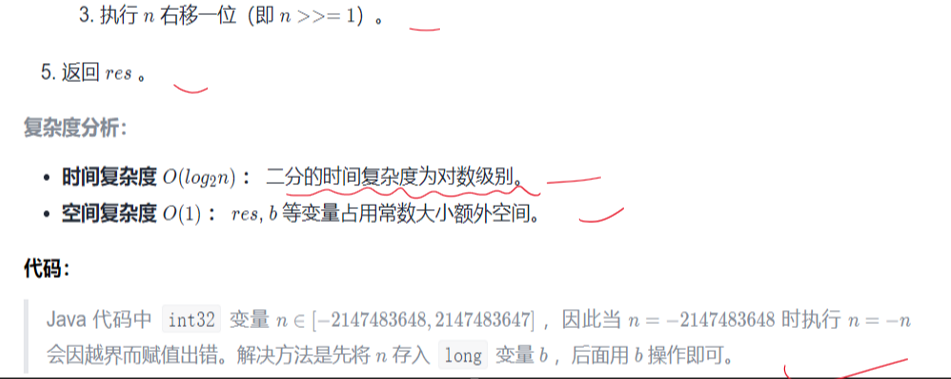 3. 执行 n 右移一位（即 n >>= 1）。
5. 返回 res 。
复杂度分析：
• 时间复杂度 O(log₂n) ： 二分的时间复杂度为对数级别。
• 空间复杂度 O(1) ： res, b 等变量占用常数大小额外空间。
代码：
Java 代码中 int32 变量 n ∈ [−2147483648, 2147483647] ，因此当 n = −2147483648 时执行 n = −n
会因越界而赋值出错。解决方法是先将 n 存入 long 变量 b ，后面用 b 操作即可。